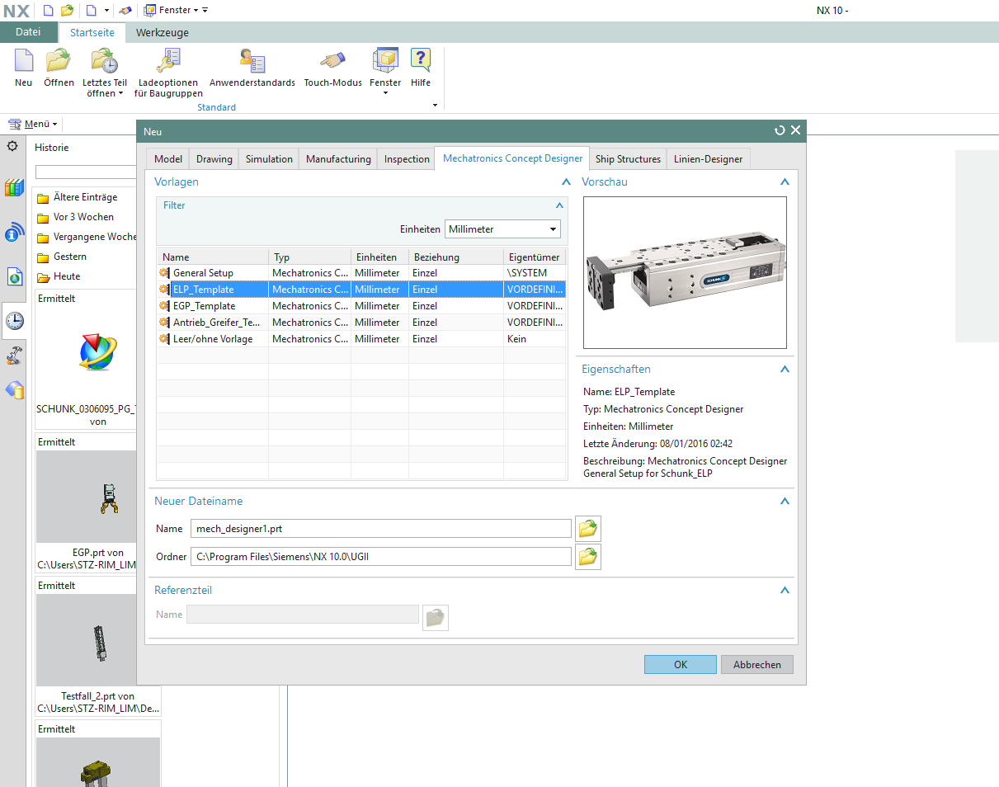 NX Fenster NX 10 -
Datei Startseite Werkzeuge
Neu Öffnen Letztes Teil öffnen Ladeoptionen für Baugruppen Anwenderstandards Touch-Modus Fenster Hilfe
Standard
Menü
Historie
Ältere Einträge
Vor 3 Wochen
Vergangene Woche
Gestern
Heute
Ermittelt
SCHUNK_0306095_PG_
von
Ermittelt
EGP.prt von
C:\Users\STZ-RIM_LIM
Ermittelt
Testfall_2.prt von
C:\Users\STZ-RIM_LIM\De...
Ermittelt
Neu
Model Drawing Simulation Manufacturing Inspection Mechatronics Concept Designer Ship Structures Linien-Designer
Vorlagen
Filter
Einheiten Millimeter
Name Typ Einheiten Beziehung Eigentümer
General Setup Mechatronics C... Millimeter Einzel \SYSTEM
ELP_Template Mechatronics C... Millimeter Einzel VORDEFINI...
EGP_Template Mechatronics C... Millimeter Einzel VORDEFINI...
Antrieb_Greifer_Te... Mechatronics C... Millimeter Einzel VORDEFINI...
Leer/ohne Vorlage Mechatronics C... Millimeter Einzel Kein
Vorschau
SCHUNK
Eigenschaften
Name: ELP_Template
Typ: Mechatronics Concept Designer
Einheiten: Millimeter
Letzte Änderung: 08/01/2016 02:42
Beschreibung: Mechatronics Concept Designer
General Setup for Schunk_ELP
Neuer Dateiname
Name mech_designer1.prt
Ordner C:\Program Files\Siemens\NX 10.0\UGII
Referenzteil
Name
OK Abbrechen